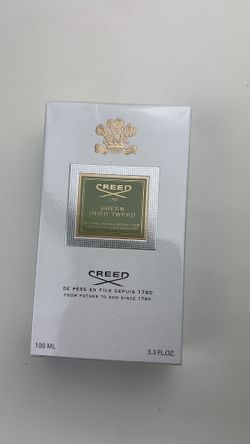 CREED
GREEN
IRISH TWEED
CREED
DE PÈRE EN FILS DEPUIS 1760
FROM FATHER TO SON SINCE 1760
100 ML
3.3 FL.OZ.